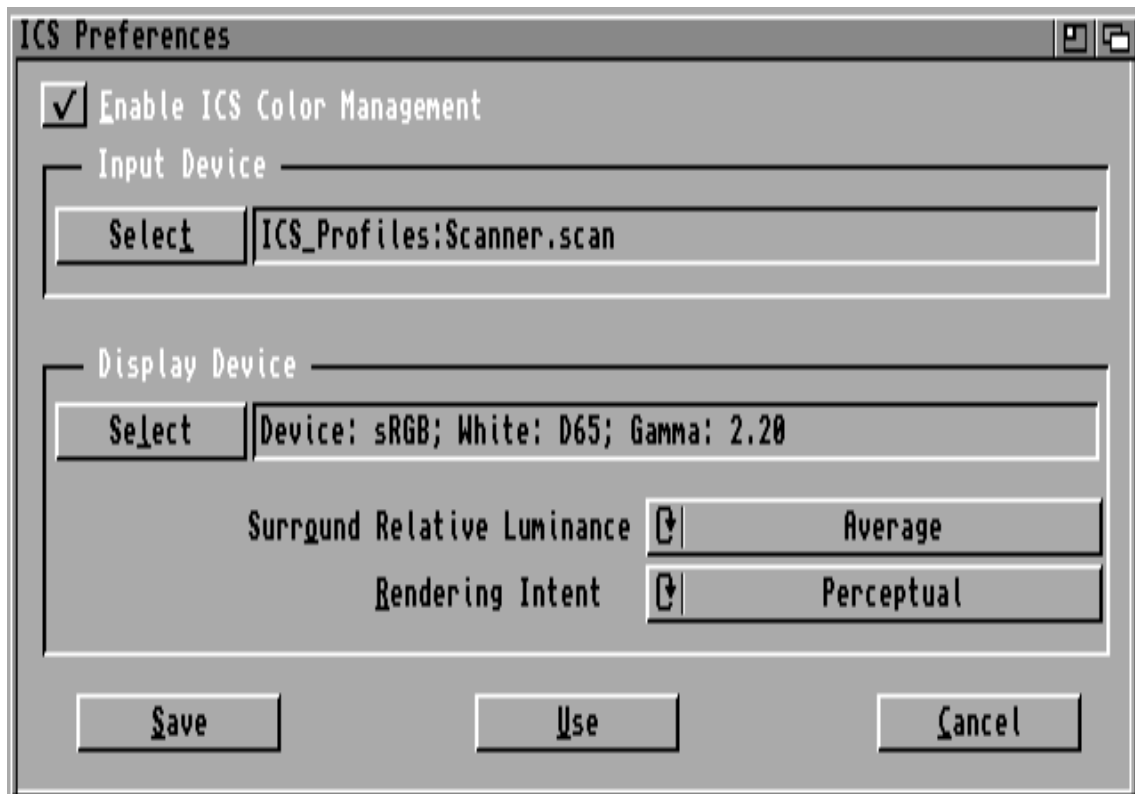 ICS Preferences
Enable ICS Color Management
Input Device
Select ICS_Profiles:Scanner.scan
Display Device
Select Device: sRGB; White: D65; Gamma: 2.20
Surround Relative Luminance Average
Rendering Intent Perceptual
Save Use Cancel